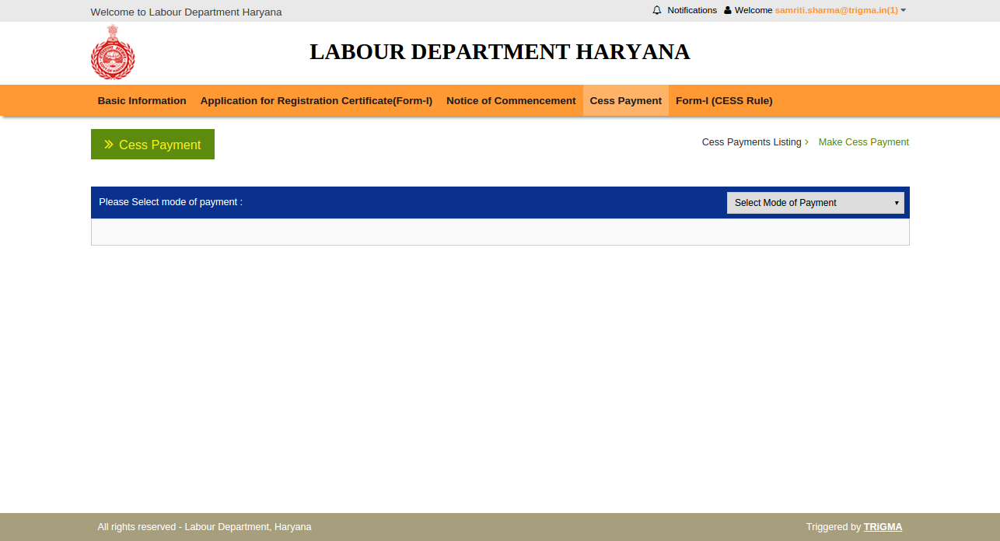 Welcome to Labour Department Haryana
Notifications Welcome samriti.sharma@trigma.in(1)
LABOUR DEPARTMENT HARYANA
Basic Information Application for Registration Certificate(Form-I) Notice of Commencement Cess Payment Form-I (CESS Rule)
Cess Payment
Cess Payments Listing Make Cess Payment
Please Select mode of payment : Select Mode of Payment
All rights reserved - Labour Department, Haryana Triggered by TRiGMA